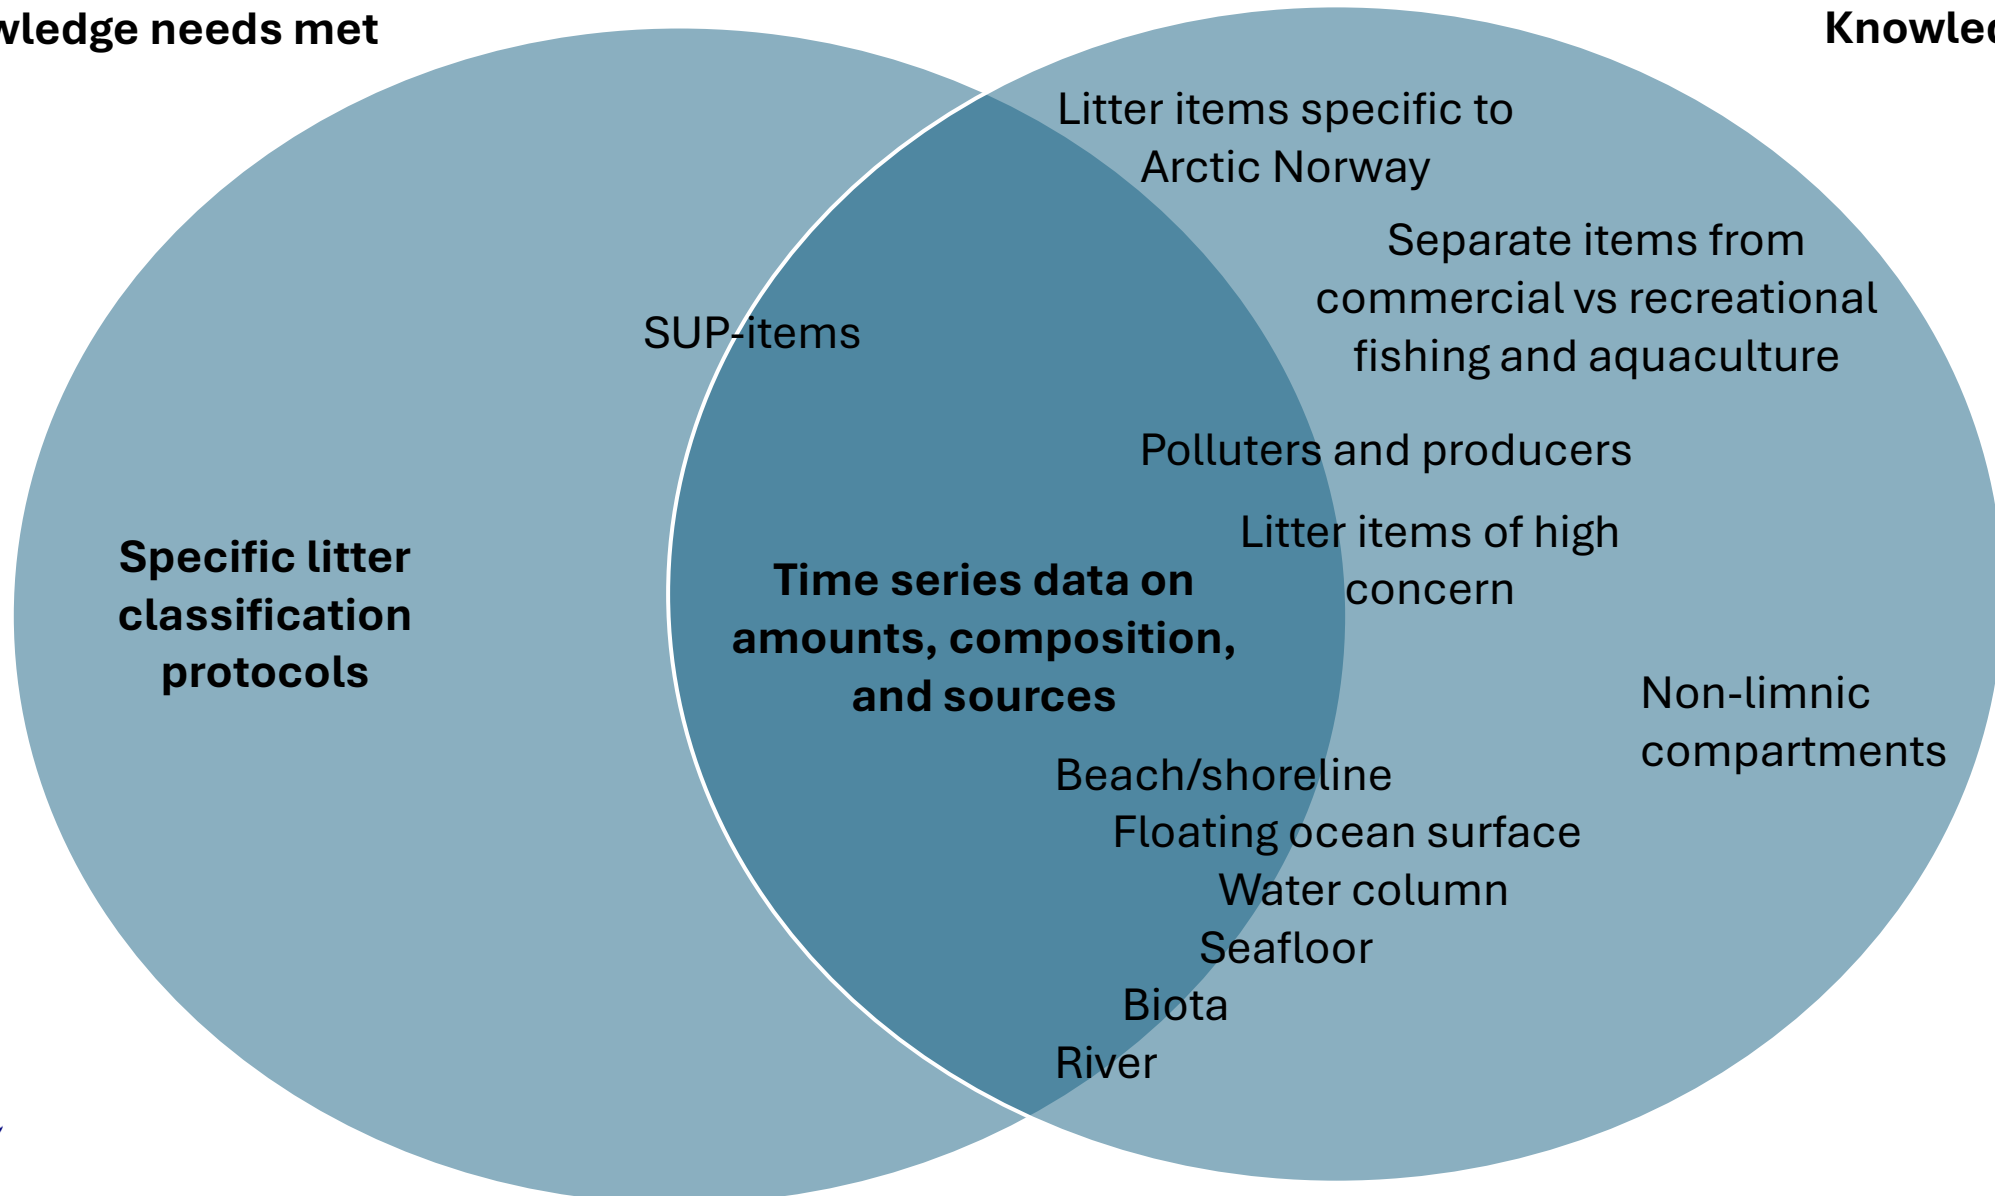 needs met
Litter items specific to
Arctic Norway
Separate items from
commercial vs recreational
fishing and aquaculture
SUP-items
Polluters and producers
Litter items of high
concern
Specific litter
classification
protocols
Time series data on
amounts, composition,
and sources
Non-limnic
compartments
Beach/shoreline
Floating ocean surface
Water column
Seafloor
Biota
River